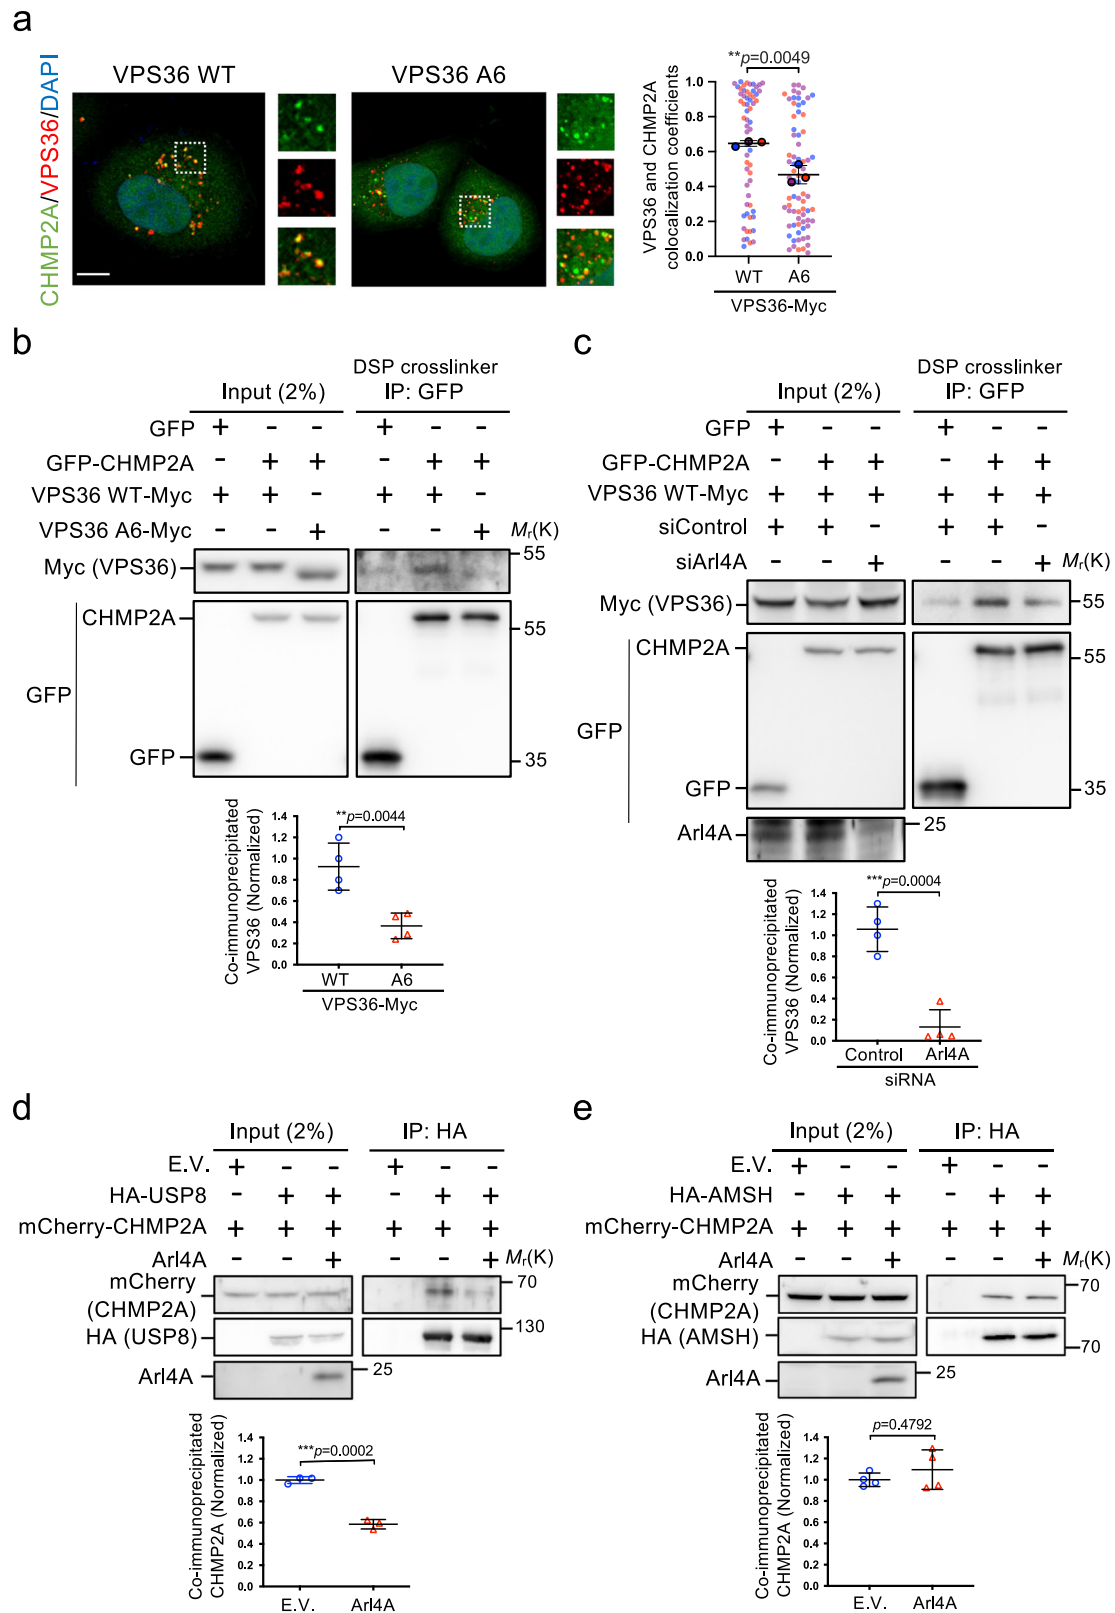 a
VPS36 WT
VPS36 A6
CHMP2A/VPS36/DAPI
**p=0.0049
VPS36 and CHMP2A
colocalization coefficients
1.0
0.8
0.6
0.4
0.2
0.0
WT A6
VPS36-Myc
b
DSP crosslinker
Input (2%) IP: GFP
GFP + - - + - -
GFP-CHMP2A - + + - + +
VPS36 WT-Myc + + - + + -
VPS36 A6-Myc - - + - - + Mr(K)
Myc (VPS36) 55
CHMP2A 55
GFP
GFP 35
**p=0.0044
Co-immunoprecipitated
VPS36 (Normalized)
1.4
1.2
1.0
0.8
0.6
0.4
0.2
0.0
WT A6
VPS36-Myc
c
DSP crosslinker
Input (2%) IP: GFP
GFP + - - + - -
GFP-CHMP2A - + + - + +
VPS36 WT-Myc + + + + + +
siControl + + - + + -
siArl4A - - + - - + Mr(K)
Myc (VPS36) 55
CHMP2A 55
GFP
GFP 35
Arl4A 25
***p=0.0004
Co-immunoprecipitated
VPS36 (Normalized)
1.4
1.2
1.0
0.8
0.6
0.4
0.2
0.0
Control Arl4A
siRNA
d
Input (2%) IP: HA
E.V. + - - + - -
HA-USP8 - + + - + +
mCherry-CHMP2A + + + + + +
Arl4A - - + - - + Mr(K)
mCherry 70
(CHMP2A)
HA (USP8) 130
Arl4A 25
***p=0.0002
Co-immunoprecipitated
CHMP2A (Normalized)
1.4
1.2
1.0
0.8
0.6
0.4
0.2
0.0
E.V. Arl4A
e
Input (2%) IP: HA
E.V. + - - + - -
HA-AMSH - + + - + +
mCherry-CHMP2A + + + + + +
Arl4A - - + - - + Mr(K)
mCherry 70
(CHMP2A)
HA (AMSH) 70
Arl4A 25
p=0.4792
Co-immunoprecipitated
CHMP2A (Normalized)
1.4
1.2
1.0
0.8
0.6
0.4
0.2
0.0
E.V. Arl4A